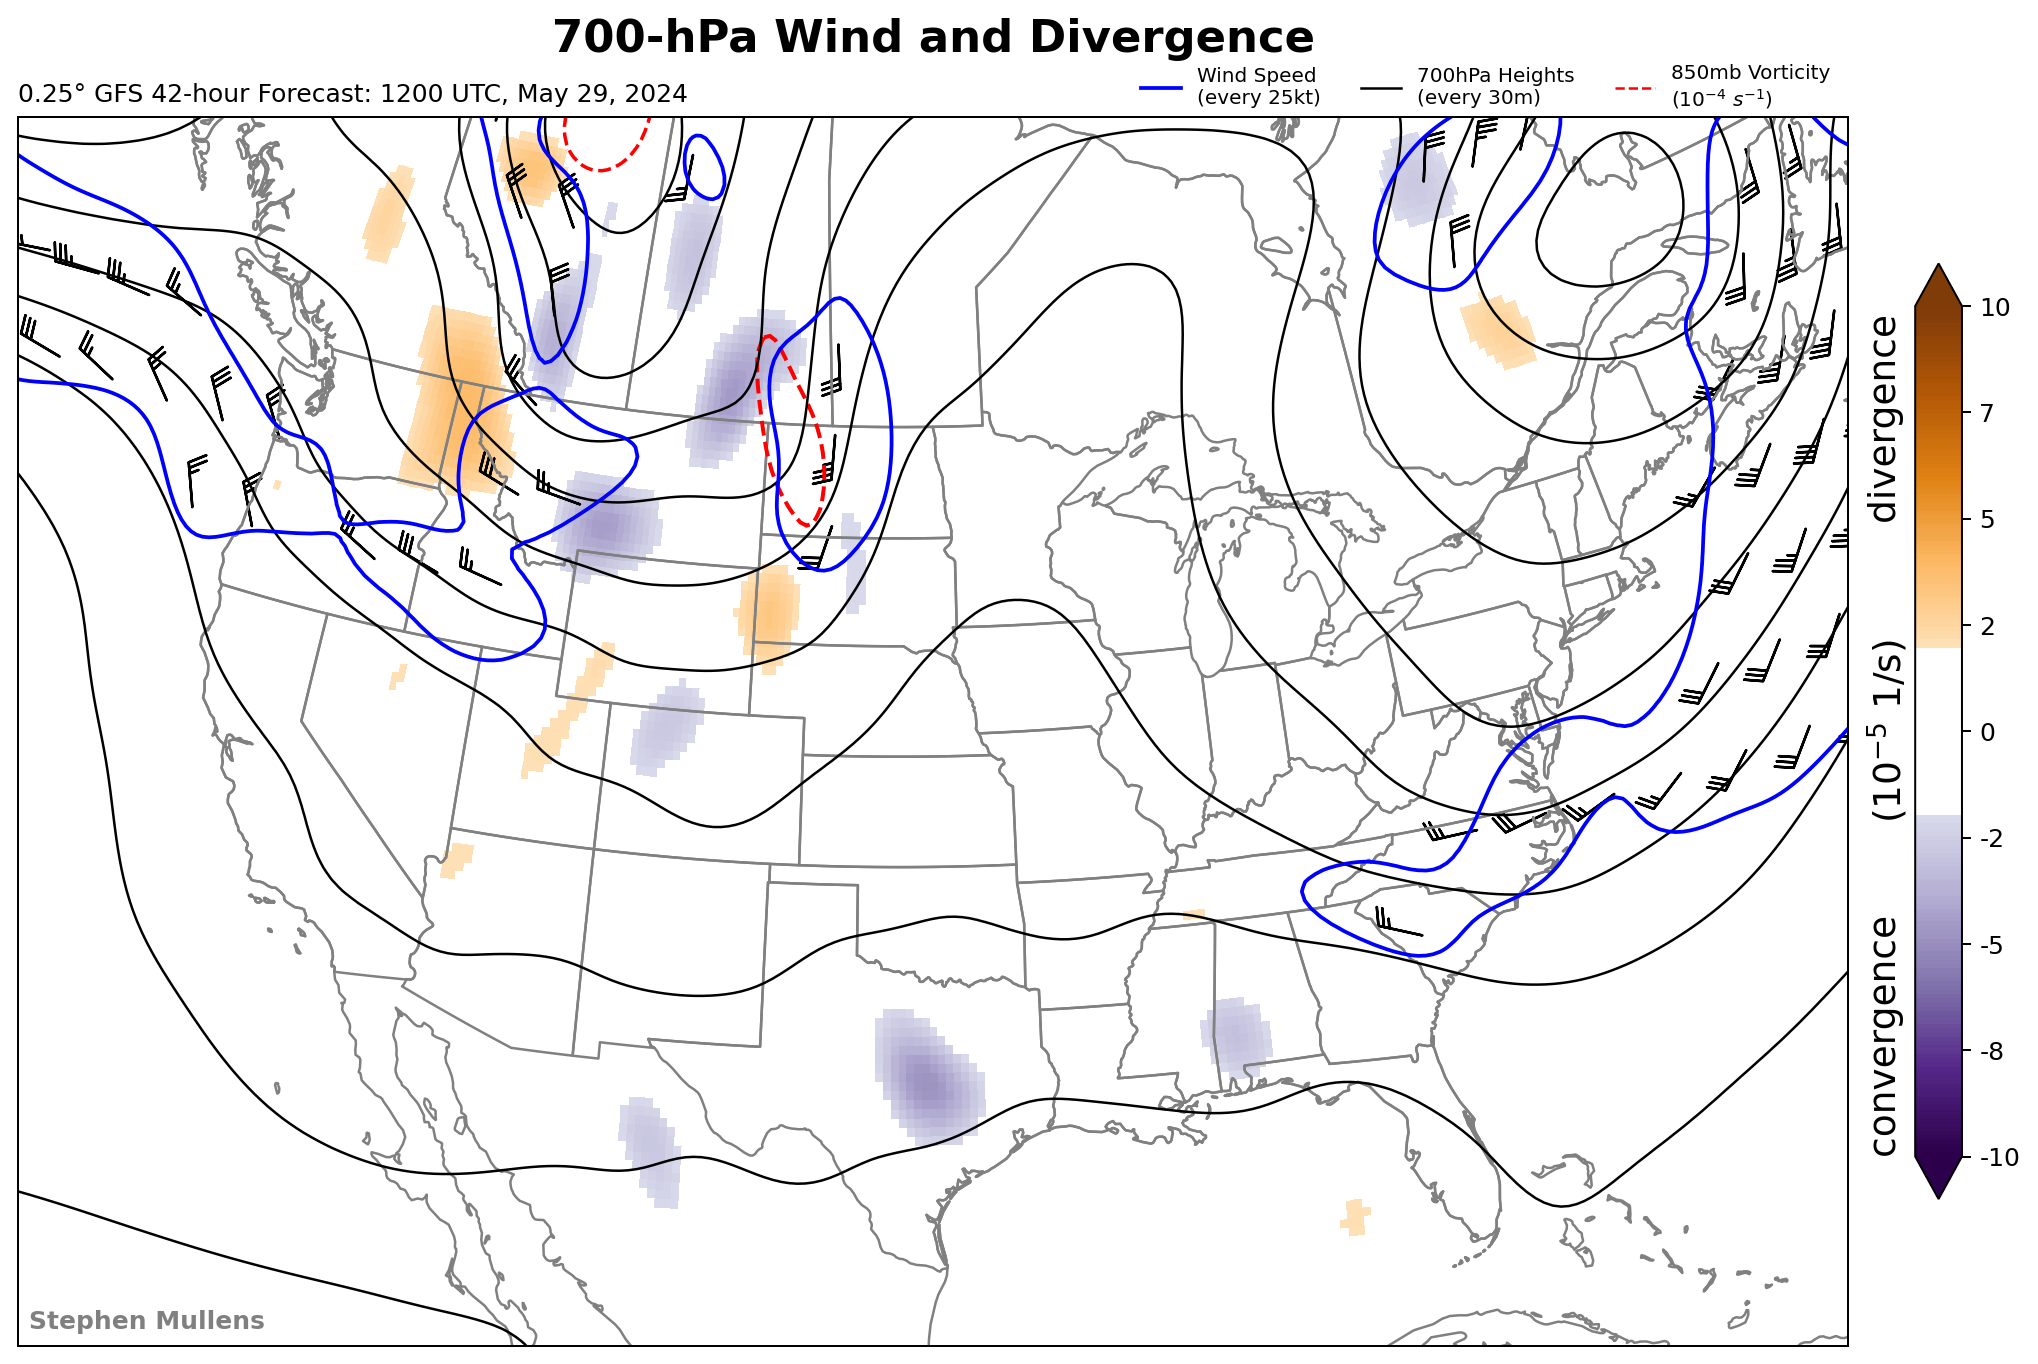 700-hPa Wind and Divergence
0.25° GFS 42-hour Forecast: 1200 UTC, May 29, 2024
Wind Speed
(every 25kt)
700hPa Heights
(every 30m)
850mb Vorticity
(10⁻⁴ s⁻¹)
10
7
5
2
0
-2
-5
-8
-10
convergence (10⁻⁵ 1/s) divergence
Stephen Mullens